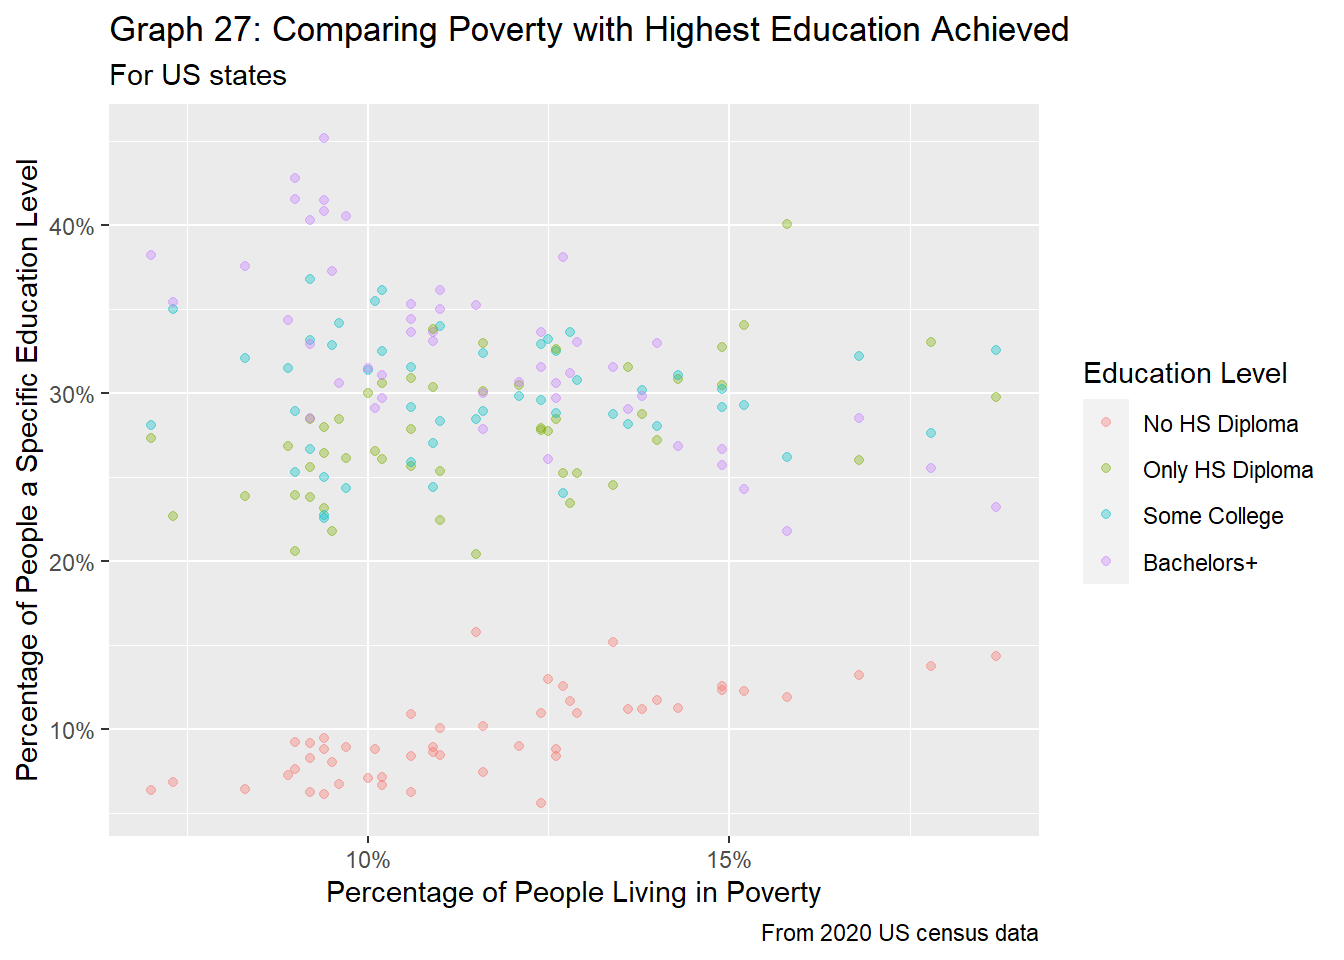 Graph 27: Comparing Poverty with Highest Education Achieved
For US states
Percentage of People a Specific Education Level
40%
30%
20%
10%
10%
15%
Percentage of People Living in Poverty
From 2020 US census data
Education Level
No HS Diploma
Only HS Diploma
Some College
Bachelors+